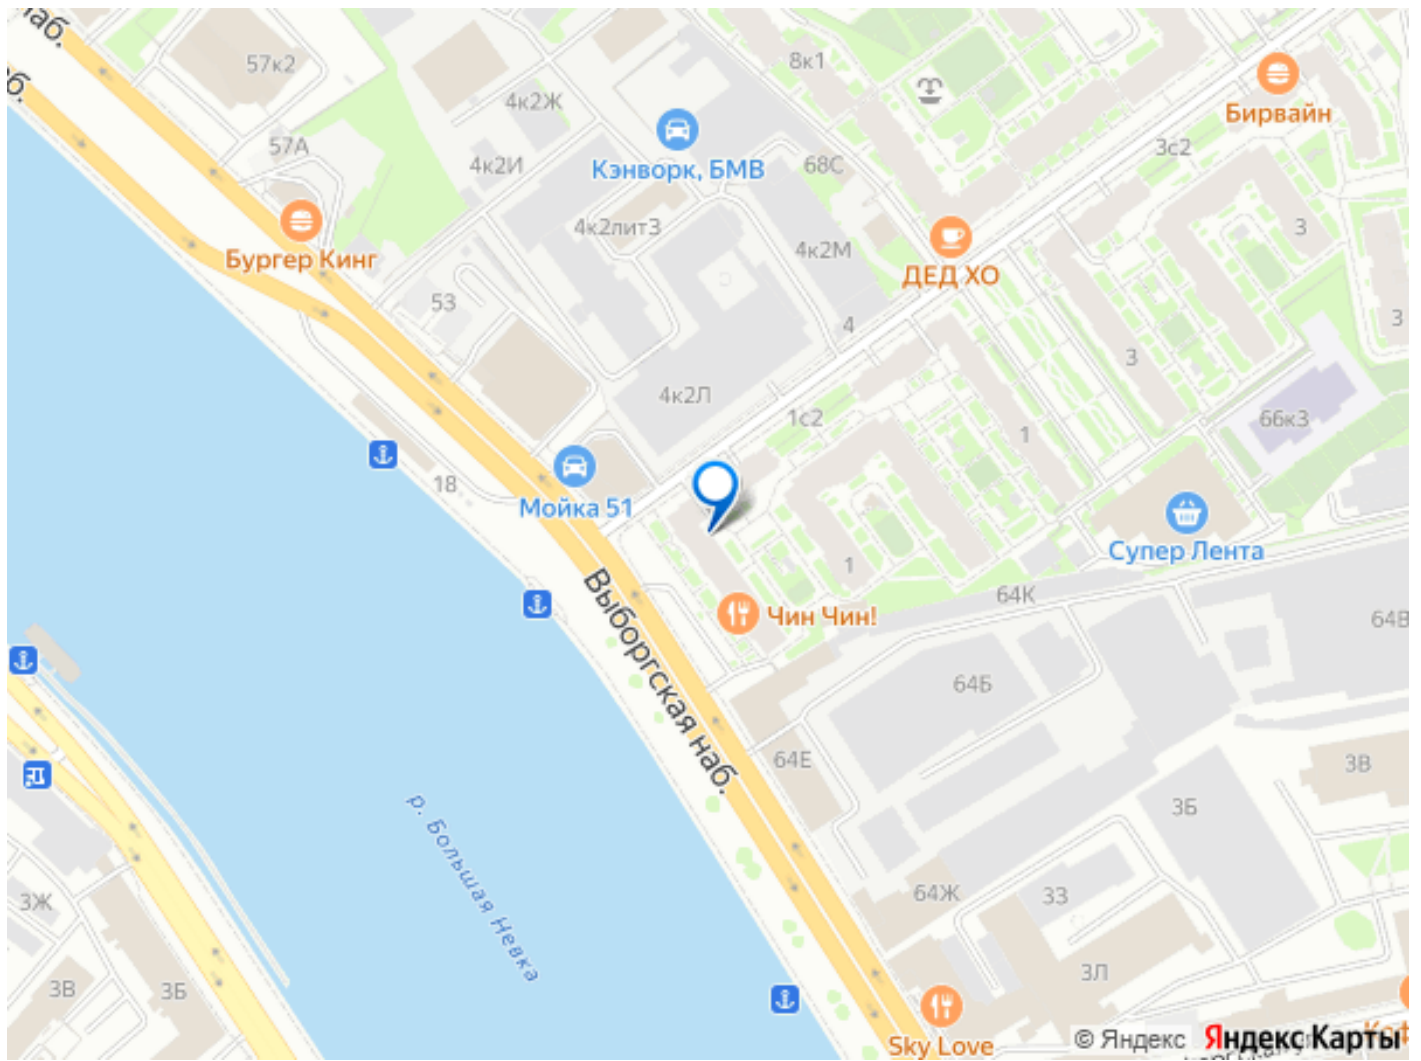 наб.
57к2
8к1
Бирвайн
4к2Ж
57А
4к2И
Кэнворк, БМВ
68С
3с2
4к2лит3
4к2М
Бургер Кинг
ДЕД ХО
3
53
4
3
3
4к2Л
1с2
66к3
1
18
Мойка 51
Супер Лента
1
64К
Чин Чин!
64В
Выборгская наб.
64Б
64Е
3В
3Б
р. Большая Невка
3Ж
64Ж
33
3В
3Б
3Л
Sky Love
© Яндекс
Яндекс Карты